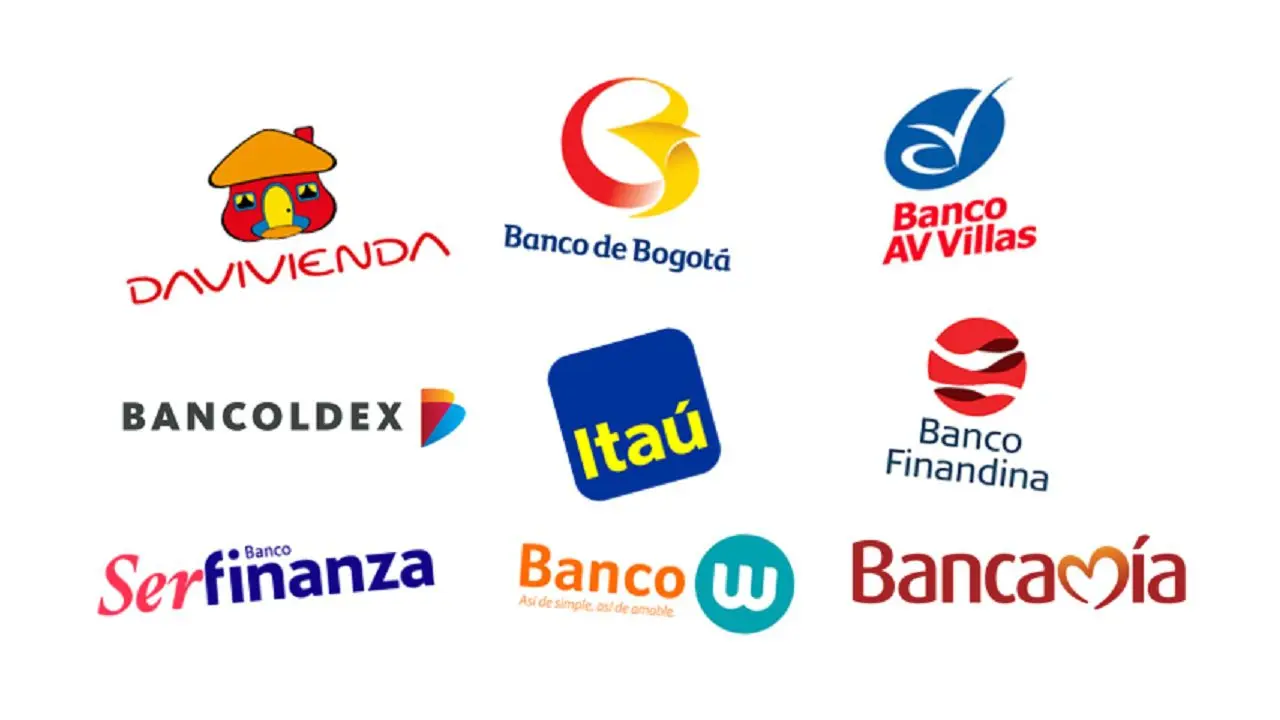 DAVIVIENDA
Banco de Bogotá
Banco
AV Villas
BANCOLDEX
Itaú
Banco
Finandina
Banco
Serfinanza
Banco w
Así de simple, así de amable.
Bancamía